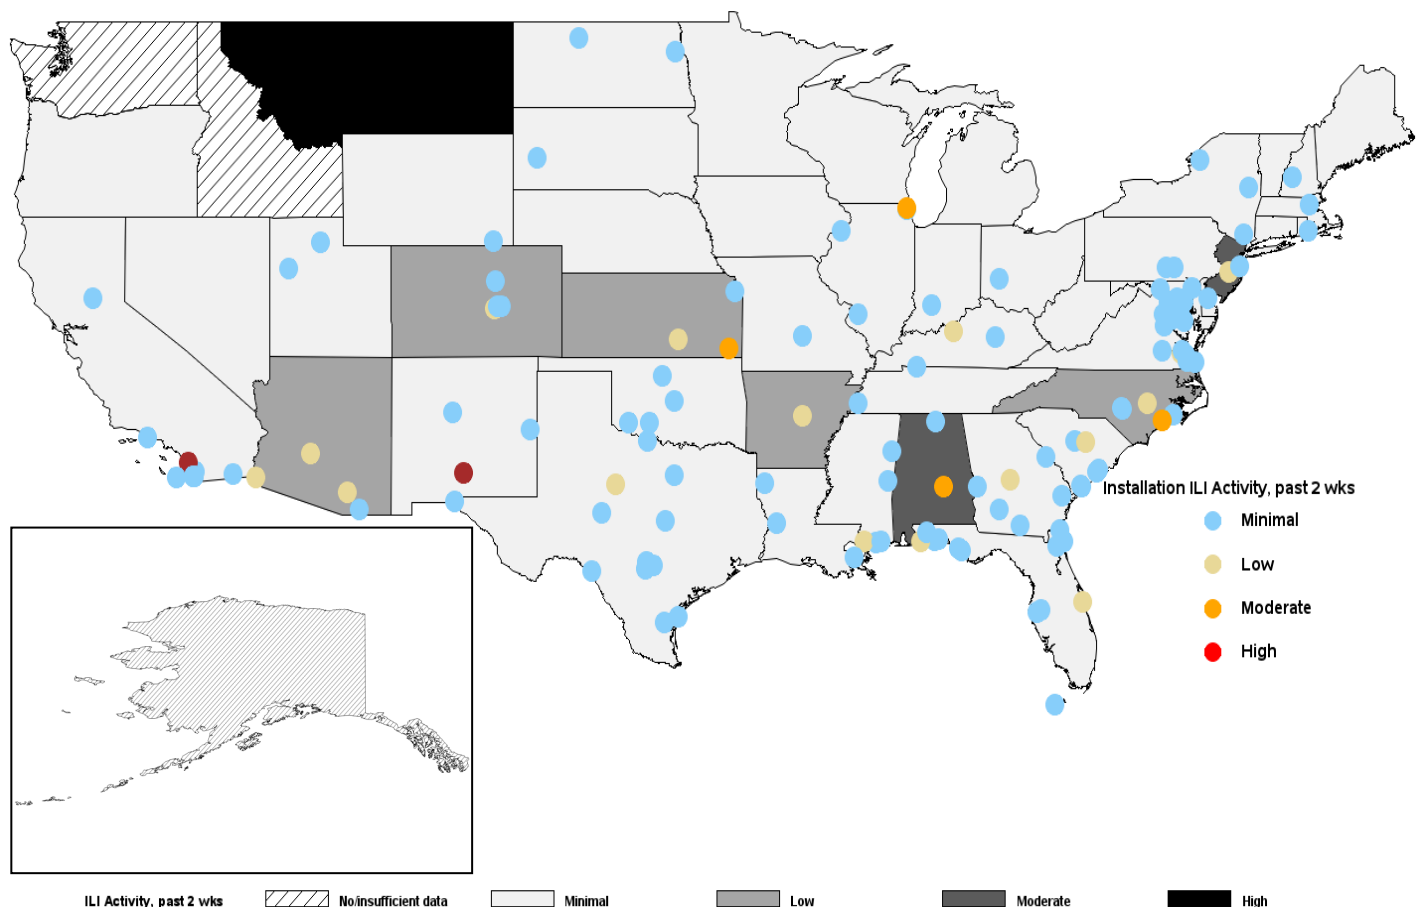 Installation ILI Activity, past 2 wks
Minimal
Low
Moderate
High
ILI Activity, past 2 wks No/insufficient data Minimal Low Moderate High